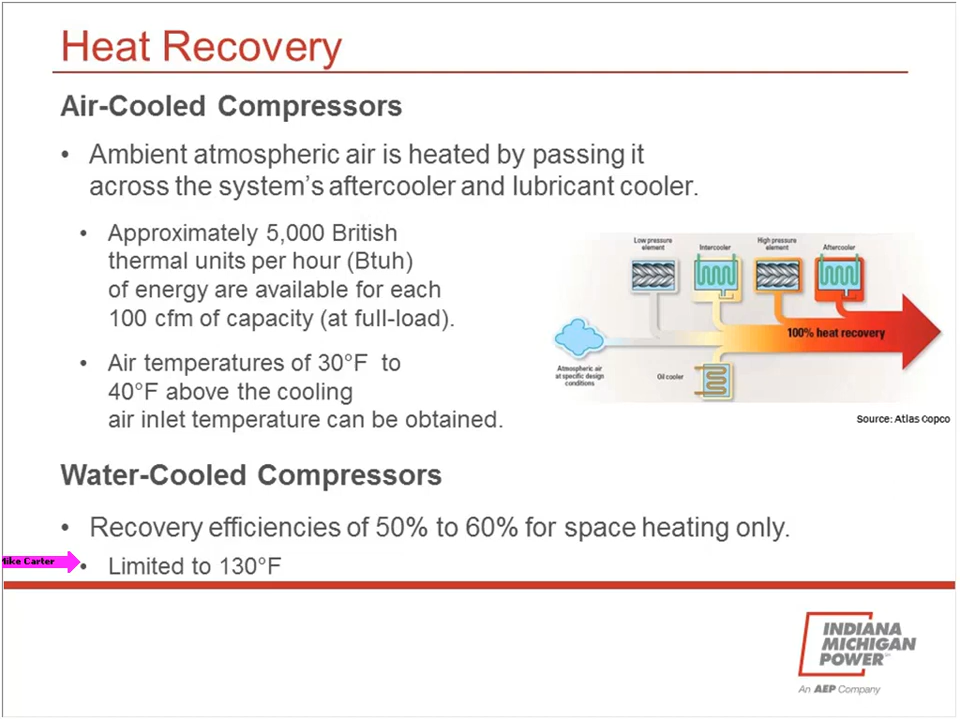 Heat Recovery
Air-Cooled Compressors
• Ambient atmospheric air is heated by passing it
across the system's aftercooler and lubricant cooler.
• Approximately 5,000 British
thermal units per hour (Btuh)
of energy are available for each
100 cfm of capacity (at full-load).
• Air temperatures of 30°F to
40°F above the cooling
air inlet temperature can be obtained.
Low pressure
element
Intercooler
High pressure
element
Aftercooler
100% heat recovery
Atmospheric air
at specific design
conditions
Oil cooler
Source: Atlas Copco
Water-Cooled Compressors
• Recovery efficiencies of 50% to 60% for space heating only.
Mike Carter
• Limited to 130°F
INDIANA
MICHIGAN
POWER
An AEP Company